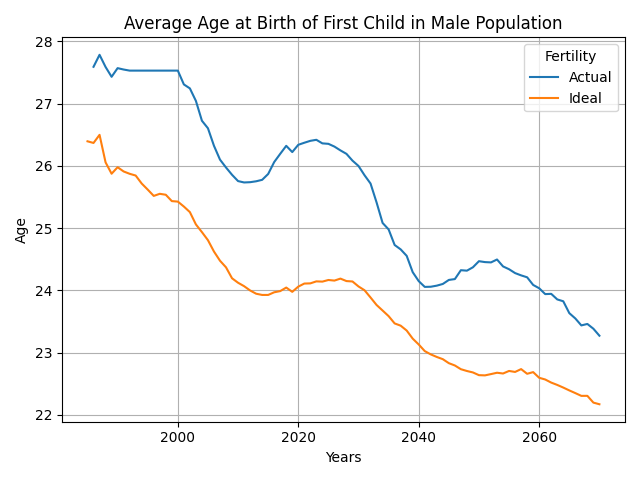 Average Age at Birth of First Child in Male Population
28
27
26
25
24
23
22
Age
Fertility
Actual
Ideal
2000 2020 2040 2060
Years